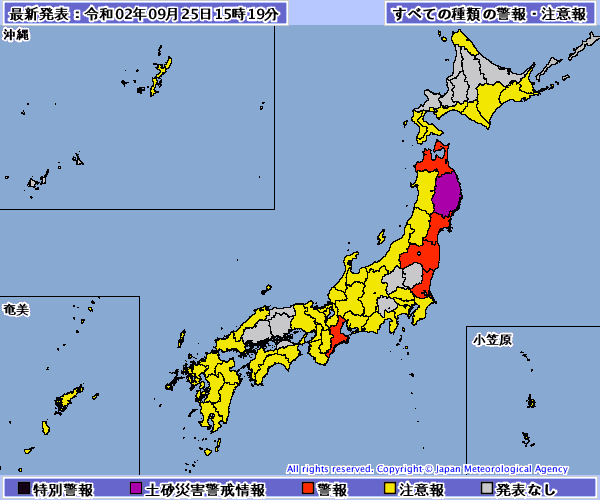 最新発表：令和02年09月25日15時19分
すべての種類の警報・注意報
沖縄
奄美
小笠原
All rights reserved. Copyright © Japan Meteorological Agency
特別警報 土砂災害警戒情報 警報 注意報 発表なし